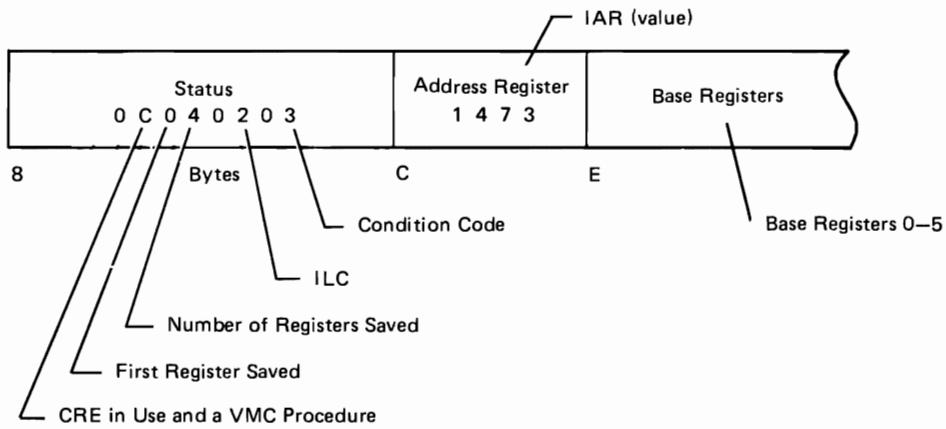 IAR (value)
Status
Address Register
Base Registers
0 C 0 4 0 2 0 3
1 4 7 3
8
Bytes
C
E
Condition Code
Base Registers 0–5
ILC
Number of Registers Saved
First Register Saved
CRE in Use and a VMC Procedure